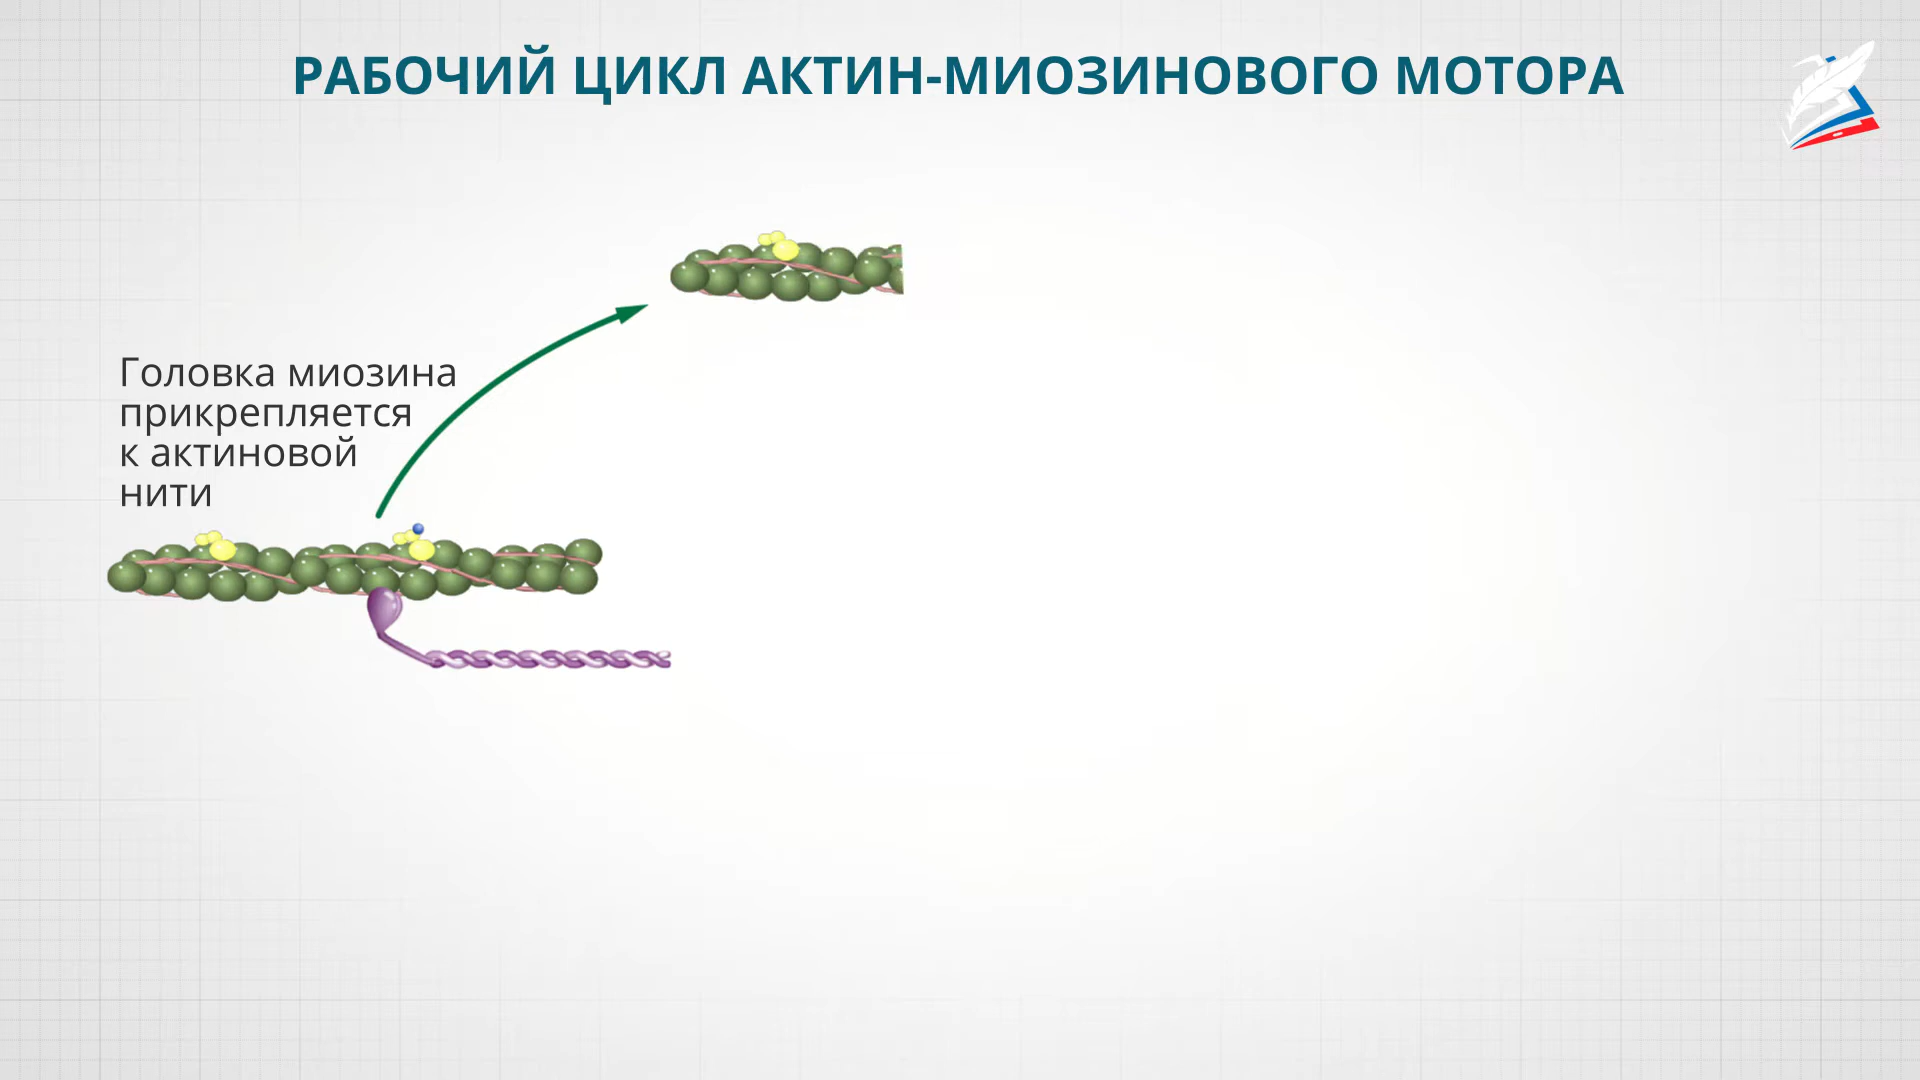 РАБОЧИЙ ЦИКЛ АКТИН-МИОЗИНОВОГО МОТОРА
Головка миозина
прикрепляется
к актиновой
нити